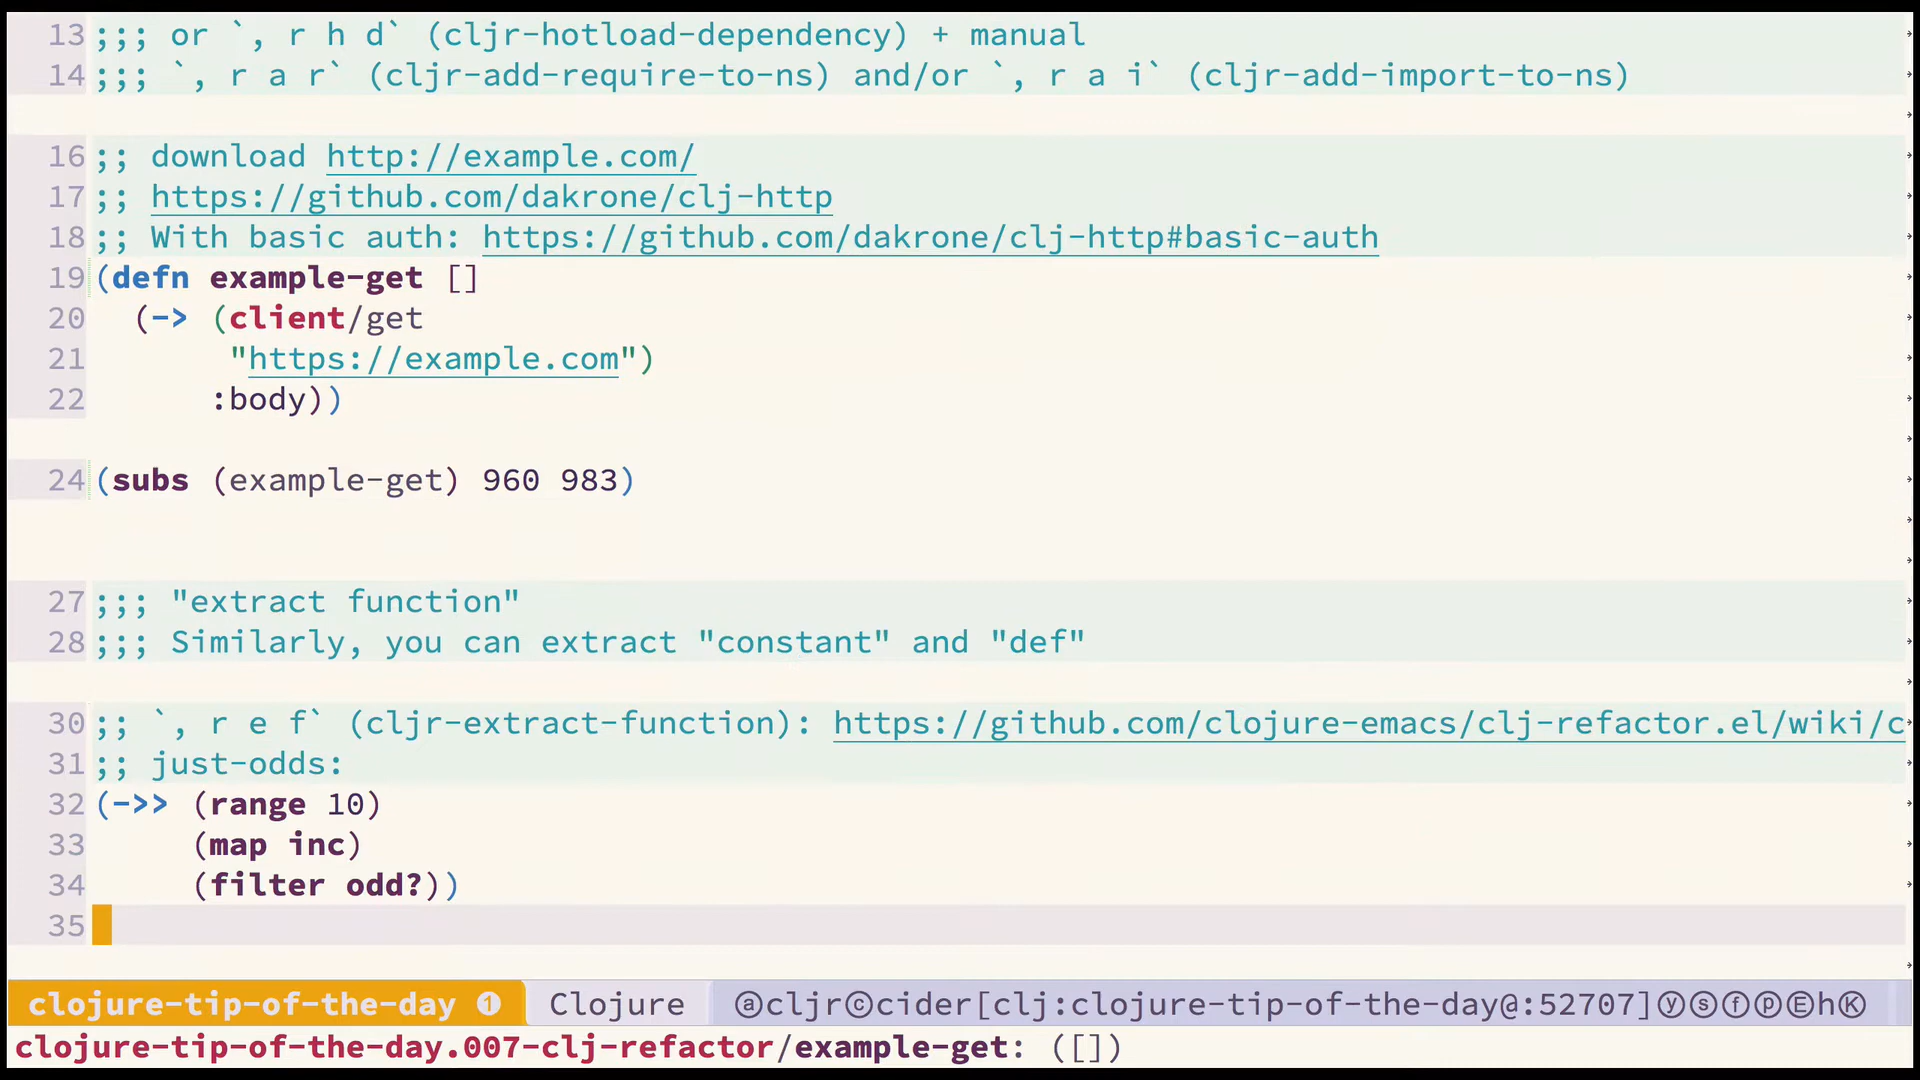 13 ;;; or `, r h d` (cljr-hotload-dependency) + manual
14 ;;; `, r a r` (cljr-add-require-to-ns) and/or `, r a i` (cljr-add-import-to-ns)
16 ;; download http://example.com/
17 ;; https://github.com/dakrone/clj-http
18 ;; With basic auth: https://github.com/dakrone/clj-http#basic-auth
19 (defn example-get []
20   (-> (client/get
21        "https://example.com")
22       :body))
24 (subs (example-get) 960 983)
27 ;;; "extract function"
28 ;;; Similarly, you can extract "constant" and "def"
30 ;; `, r e f` (cljr-extract-function): https://github.com/clojure-emacs/clj-refactor.el/wiki/c
31 ;; just-odds:
32 (->> (range 10)
33      (map inc)
34      (filter odd?))
35
clojure-tip-of-the-day ❶ Clojure ⓐcljrⓒcider[clj:clojure-tip-of-the-day@:52707]ⓨⓢⓕⓟⒺhⓀ
clojure-tip-of-the-day.007-clj-refactor/example-get: ([])